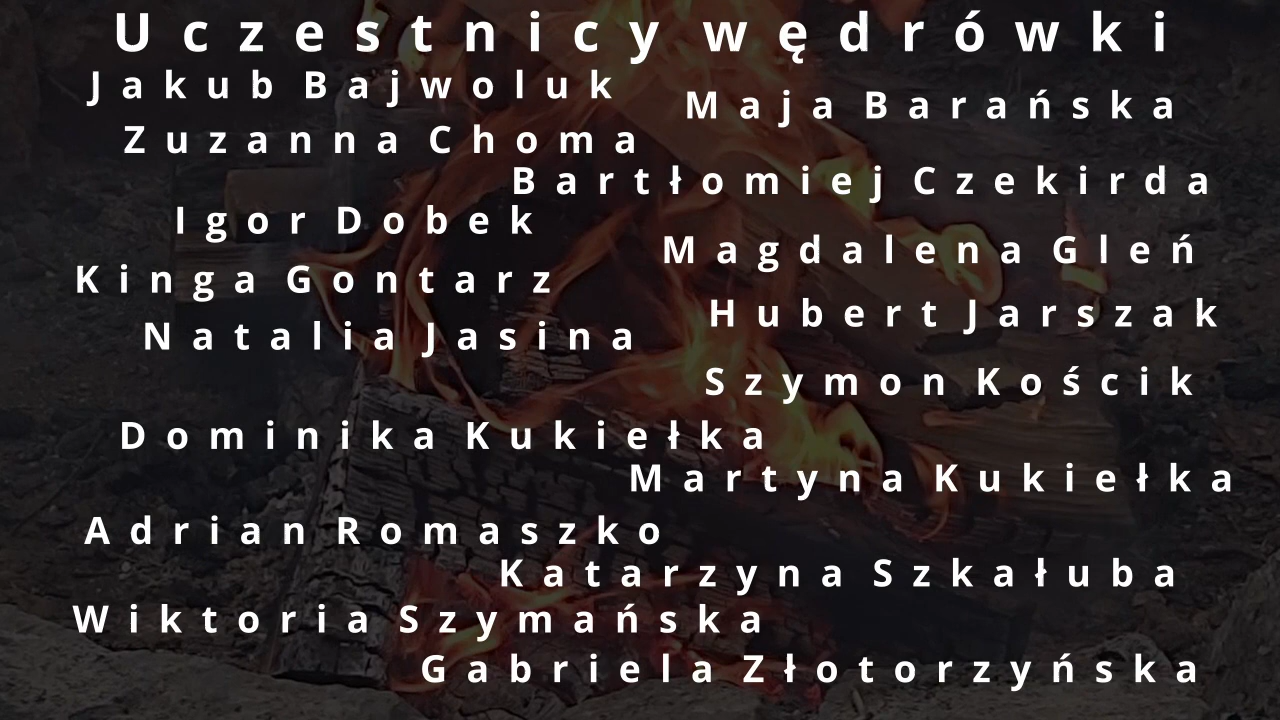 Uczestnicy wędrówki
Jakub Bajwoluk
Maja Barańska
Zuzanna Choma
Bartłomiej Czekirda
Igor Dobek
Magdalena Gleń
Kinga Gontarz
Hubert Jarszak
Natalia Jasina
Szymon Kościk
Dominika Kukiełka
Martyna Kukiełka
Adrian Romaszko
Katarzyna Szkałuba
Wiktoria Szymańska
Gabriela Złotorzyńska